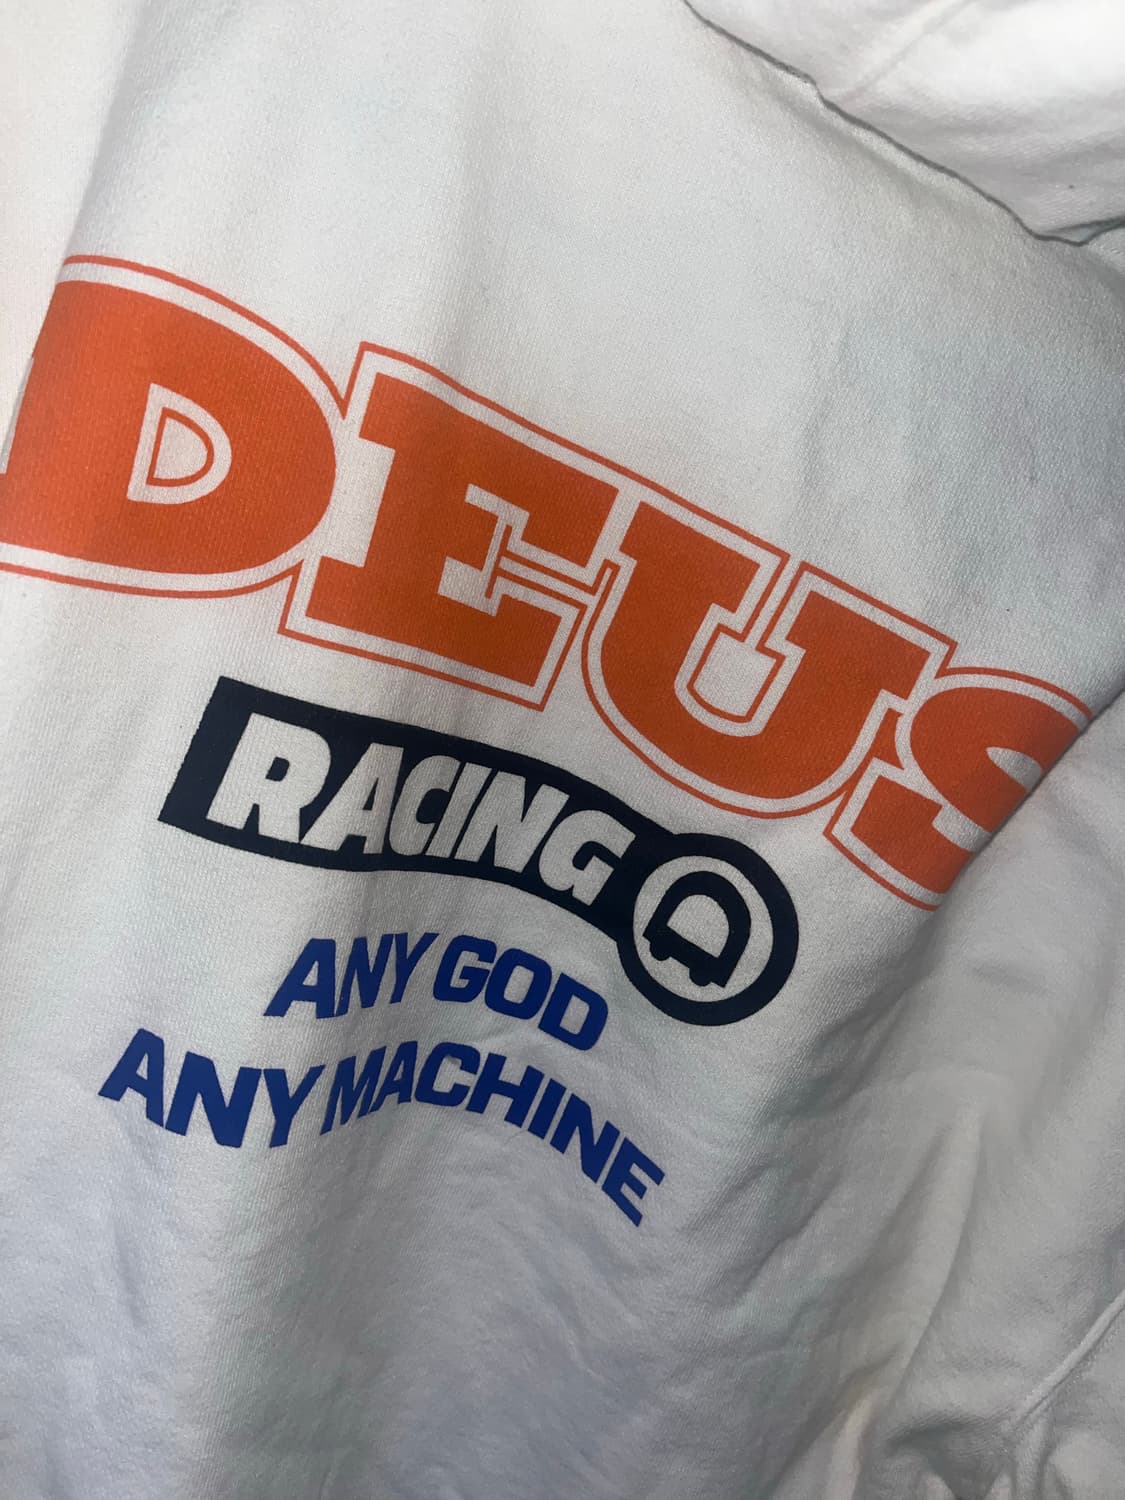 DEUS
RACING
ANY GOD
ANY MACHINE